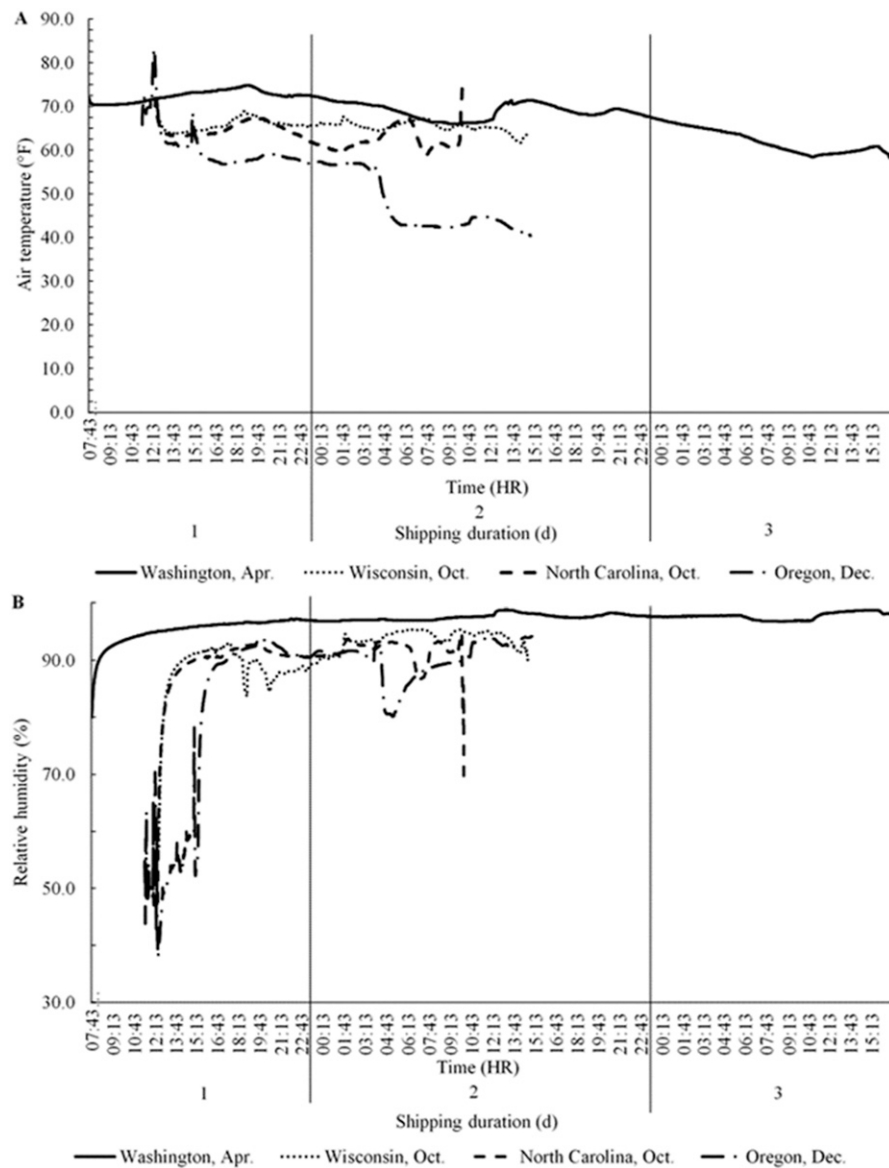 A
90.0
80.0
70.0
60.0
50.0
40.0
30.0
20.0
10.0
0.0
Air temperature (°F)
07:43 09:13 10:43 12:13 13:43 15:13 16:43 18:13 19:43 21:13 22:43 00:13 01:43 03:13 04:43 06:13 07:43 09:13 10:43 12:13 13:43 15:13 16:43 18:13 19:43 21:13 22:43 00:13 01:43 03:13 04:43 06:13 07:43 09:13 10:43 12:13 13:43 15:13
Time (HR)
1 2 3
Shipping duration (d)
Washington, Apr. Wisconsin, Oct. North Carolina, Oct. Oregon, Dec.
B
90.0
70.0
50.0
30.0
Relative humidity (%)
07:43 09:13 10:43 12:13 13:43 15:13 16:43 18:13 19:43 21:13 22:43 00:13 01:43 03:13 04:43 06:13 07:43 09:13 10:43 12:13 13:43 15:13 16:43 18:13 19:43 21:13 22:43 00:13 01:43 03:13 04:43 06:13 07:43 09:13 10:43 12:13 13:43 15:13
Time (HR)
1 2 3
Shipping duration (d)
Washington, Apr. Wisconsin, Oct. North Carolina, Oct. Oregon, Dec.